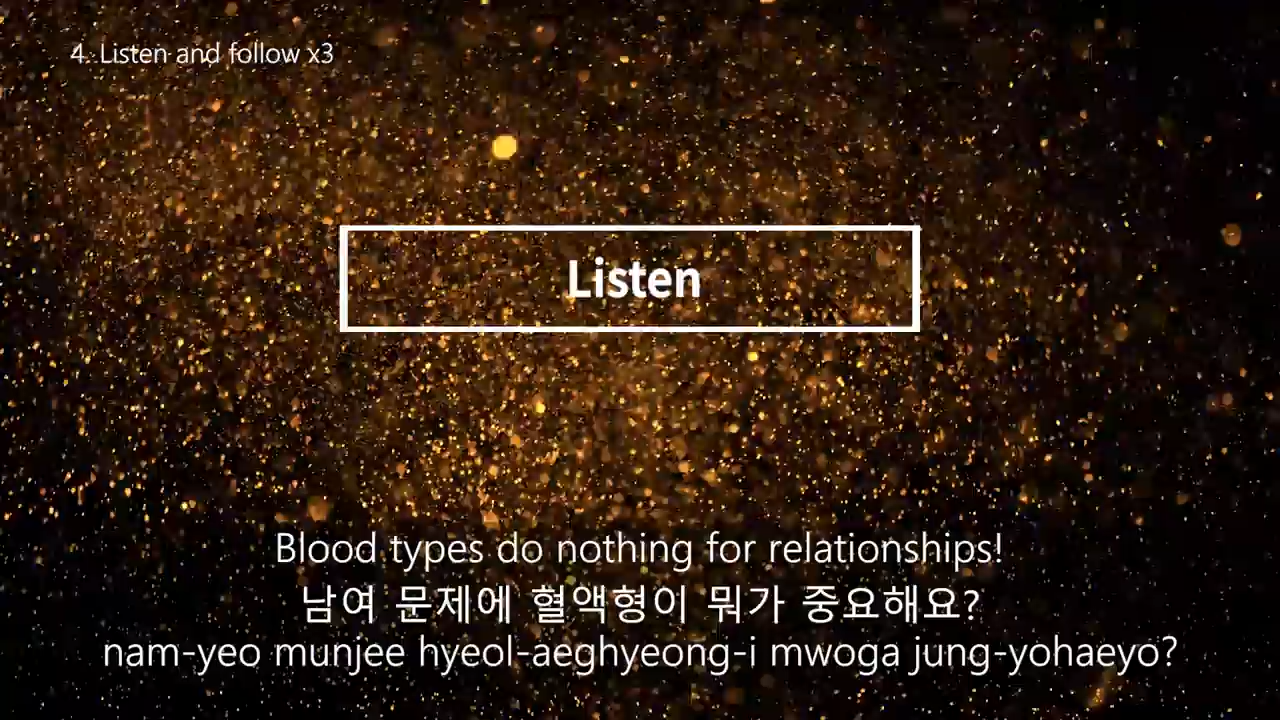 4. Listen and follow x3
Listen
Blood types do nothing for relationships!
남여 문제에 혈액형이 뭐가 중요해요?
nam-yeo munjee hyeol-aeghyeong-i mwoga jung-yohaeyo?